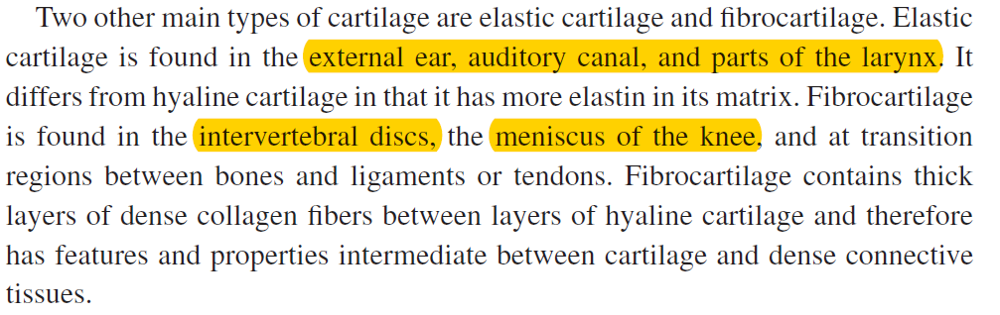 Two other main types of cartilage are elastic cartilage and fibrocartilage. Elastic
cartilage is found in the external ear, auditory canal, and parts of the larynx. It
differs from hyaline cartilage in that it has more elastin in its matrix. Fibrocartilage
is found in the intervertebral discs, the meniscus of the knee, and at transition
regions between bones and ligaments or tendons. Fibrocartilage contains thick
layers of dense collagen fibers between layers of hyaline cartilage and therefore
has features and properties intermediate between cartilage and dense connective
tissues.